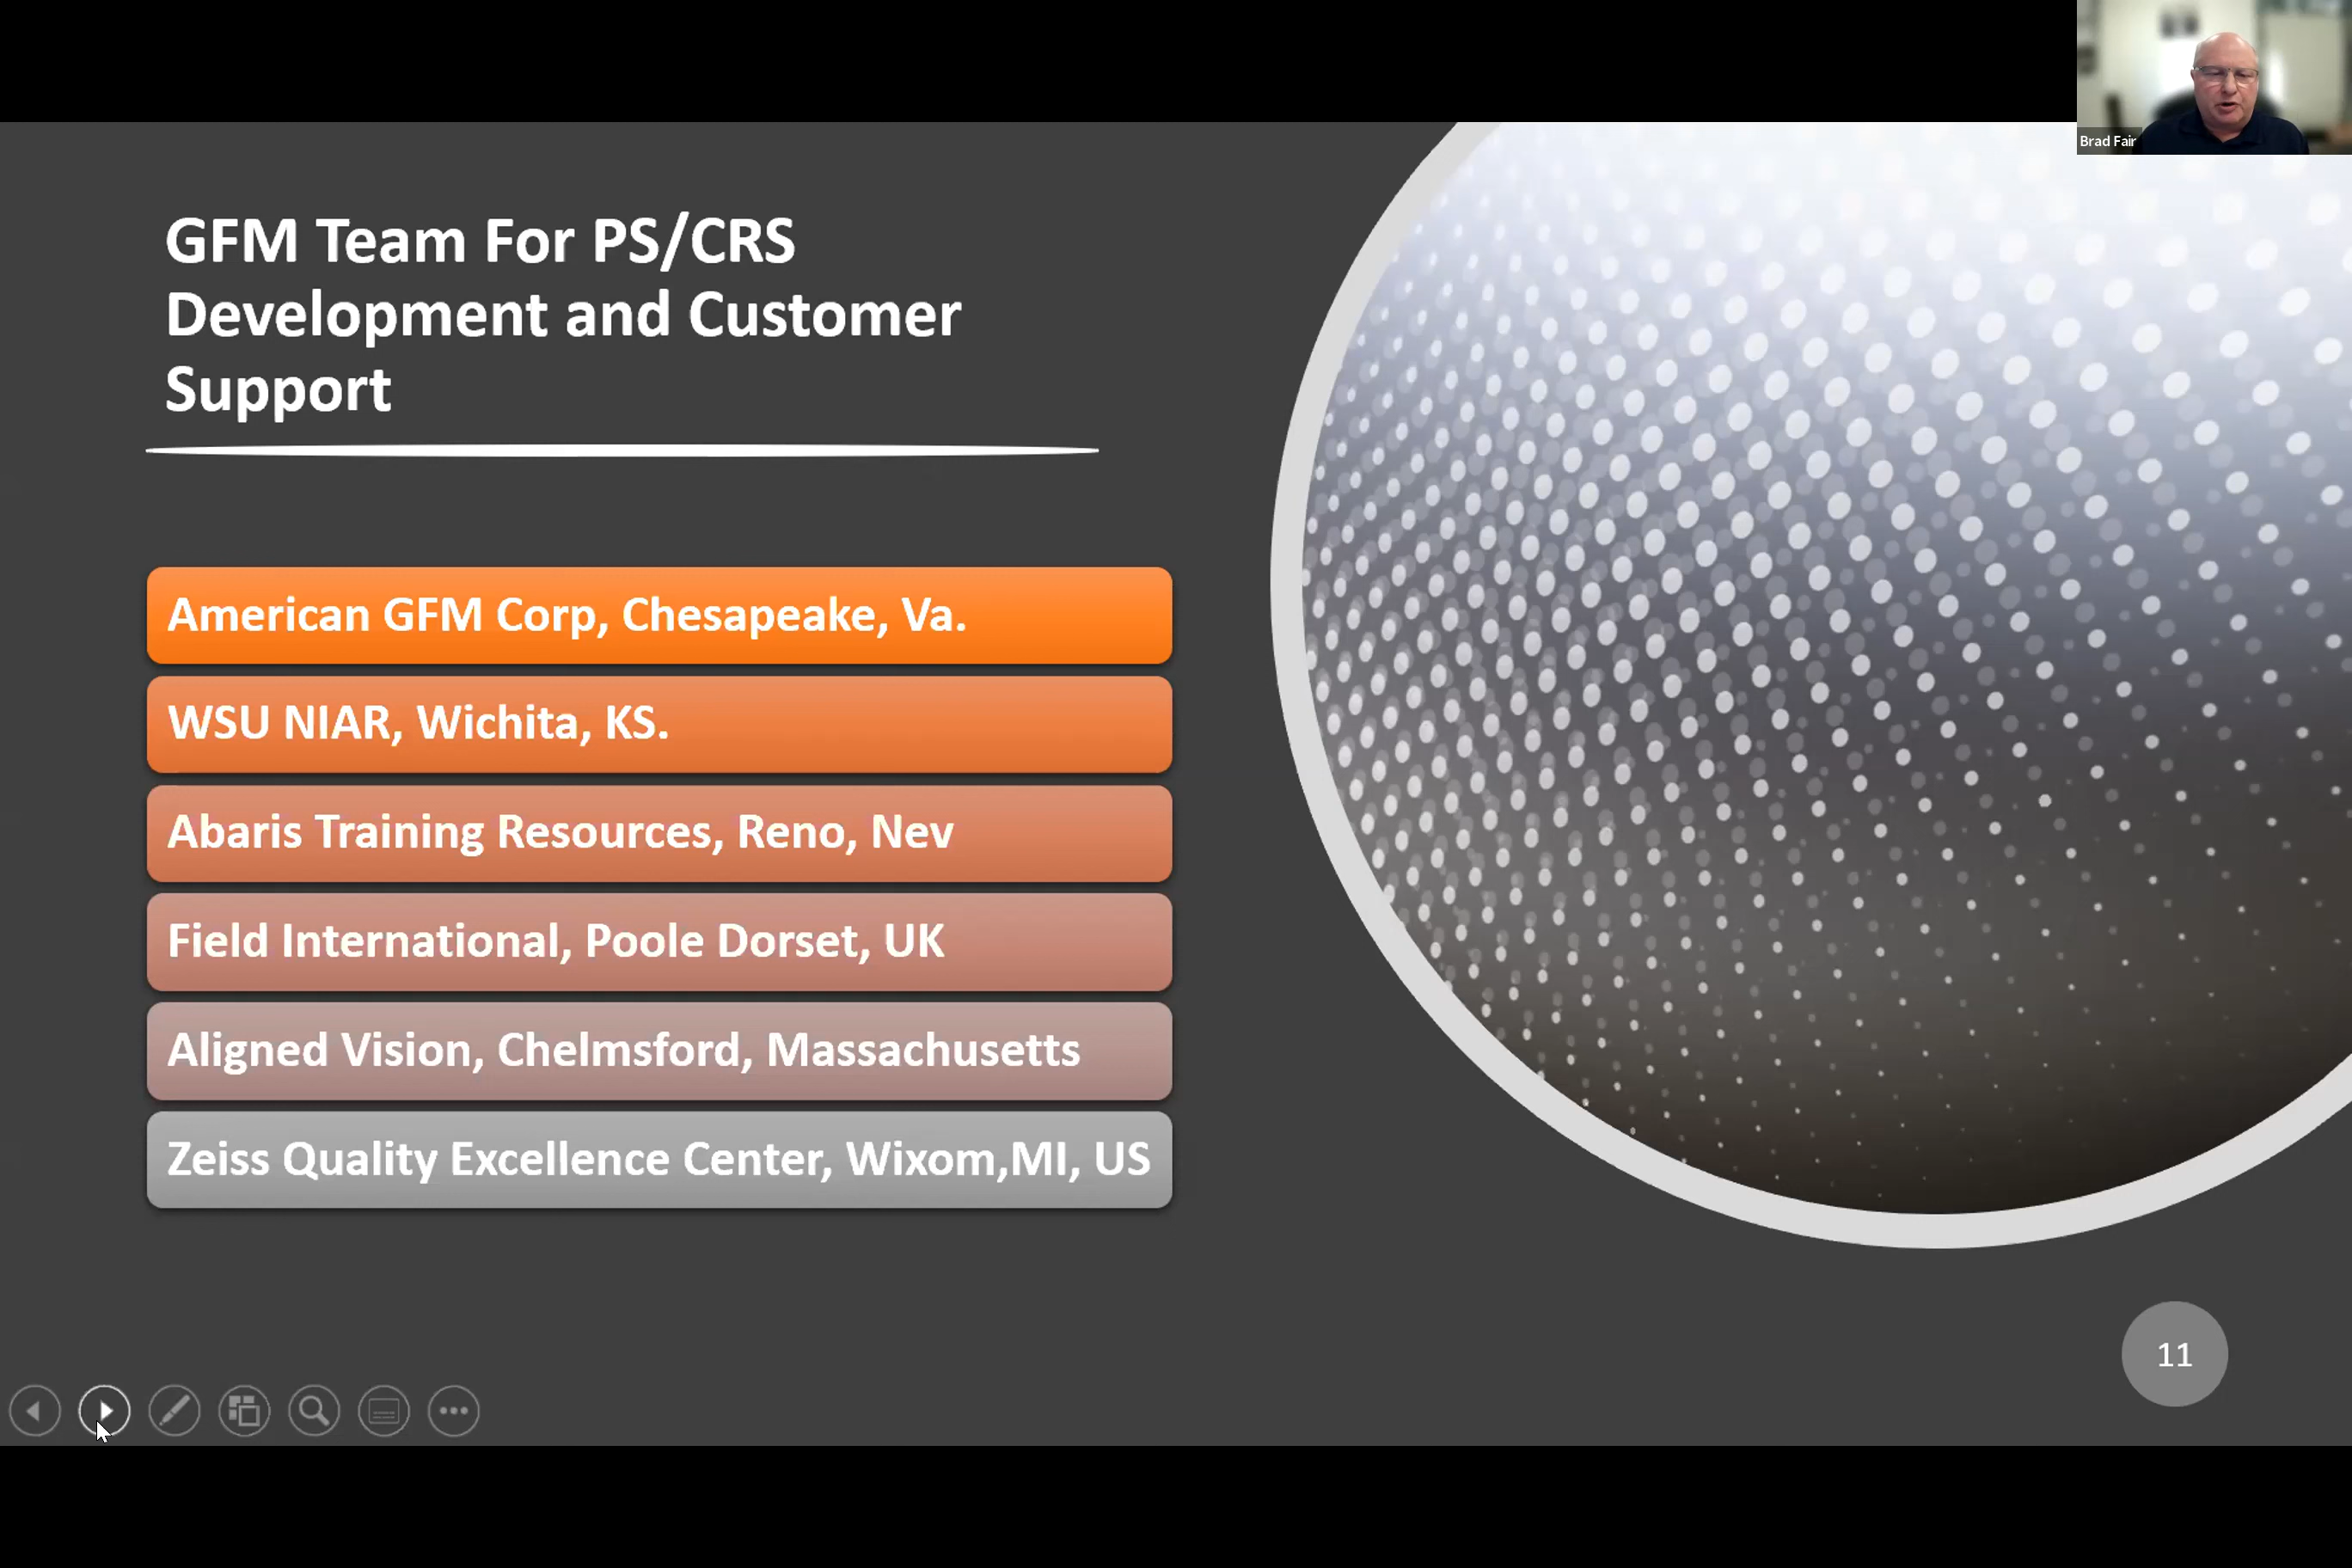 Brad Fair
GFM Team For PS/CRS
Development and Customer
Support
American GFM Corp, Chesapeake, Va.
WSU NIAR, Wichita, KS.
Abaris Training Resources, Reno, Nev
Field International, Poole Dorset, UK
Aligned Vision, Chelmsford, Massachusetts
Zeiss Quality Excellence Center, Wixom,MI, US
11